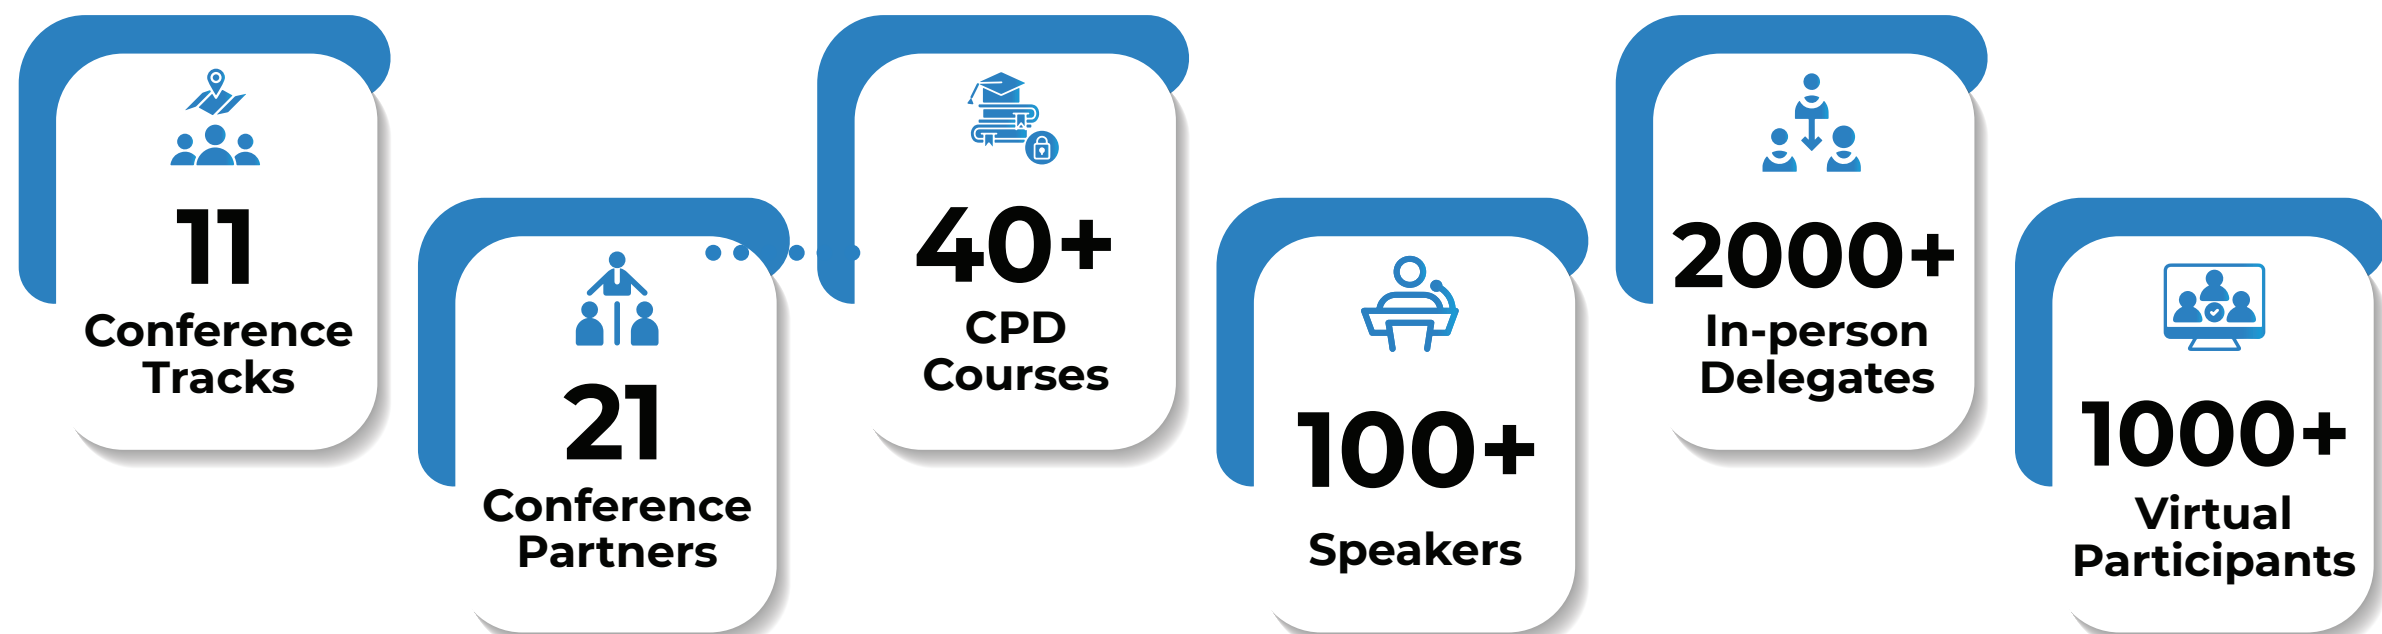 11
Conference
Tracks
21
Conference
Partners
40+
CPD
Courses
100+
Speakers
2000+
In-person
Delegates
1000+
Virtual
Participants